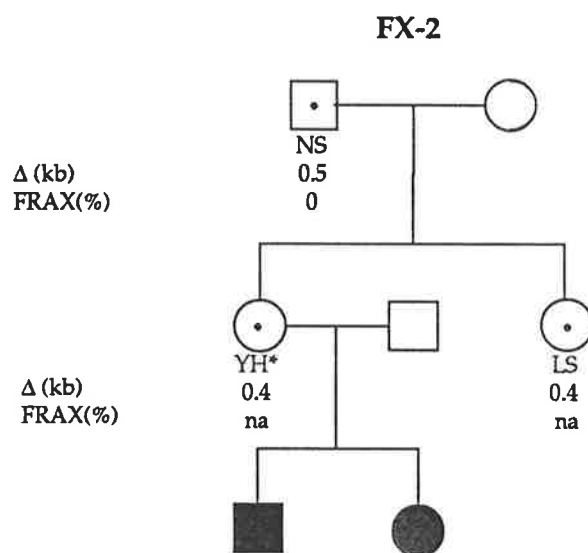 FX-2
NS
Δ (kb) 0.5
FRAX(%) 0
YH* LS
Δ (kb) 0.4 0.4
FRAX(%) na na